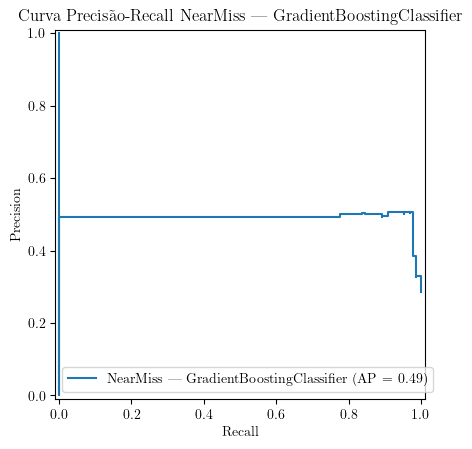 Curva Precisão-Recall NearMiss — GradientBoostingClassifier
1.0
0.8
0.6
0.4
0.2
0.0
Precision
NearMiss — GradientBoostingClassifier (AP = 0.49)
0.0 0.2 0.4 0.6 0.8 1.0
Recall